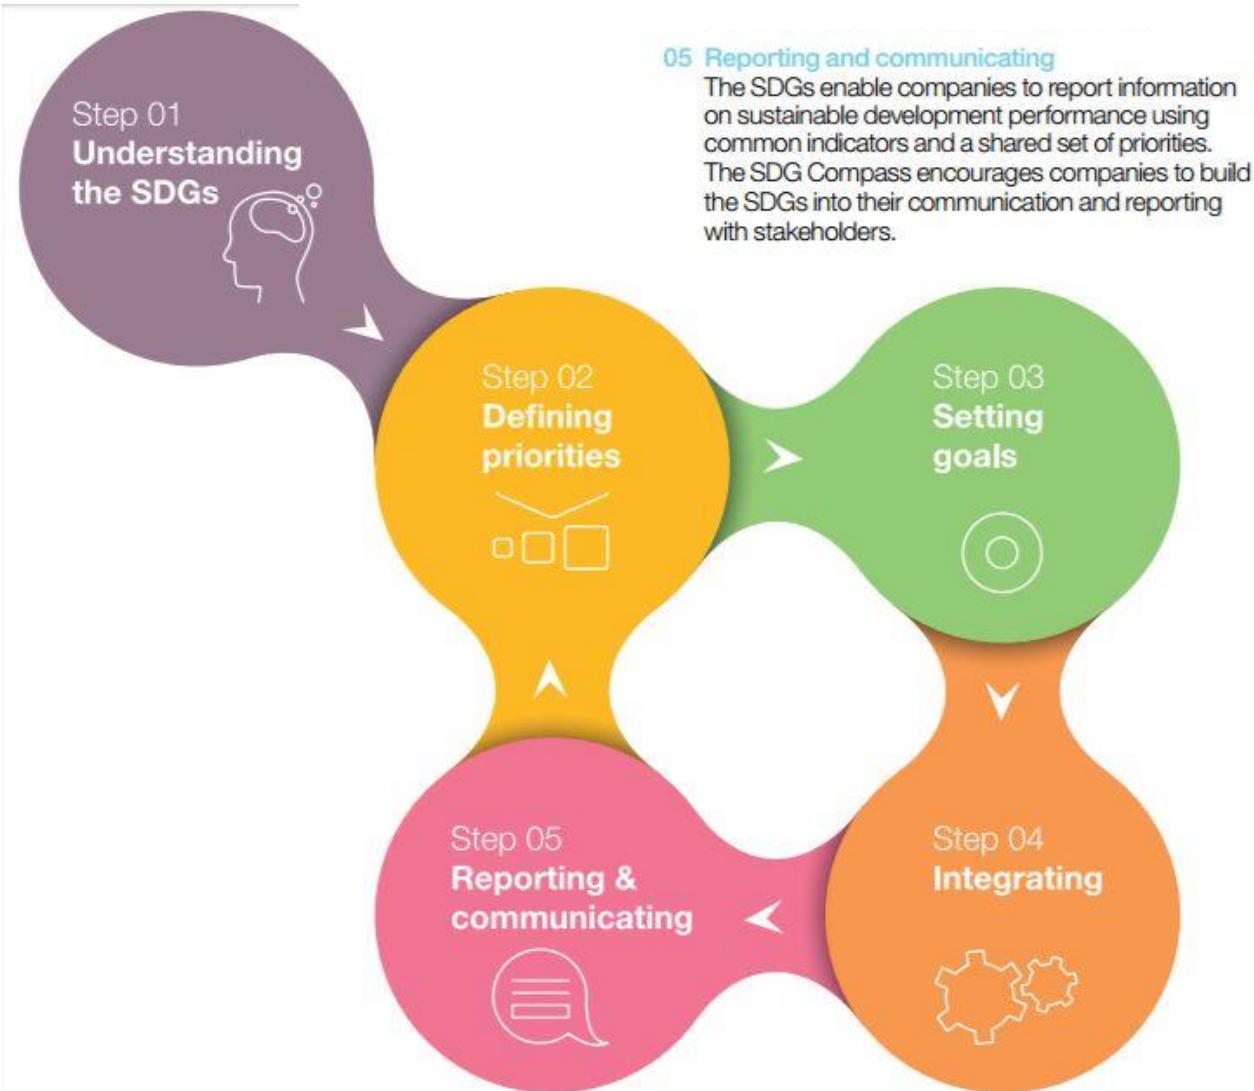 Step 01
Understanding
the SDGs
05 Reporting and communicating
The SDGs enable companies to report information
on sustainable development performance using
common indicators and a shared set of priorities.
The SDG Compass encourages companies to build
the SDGs into their communication and reporting
with stakeholders.
Step 02
Defining
priorities
Step 03
Setting
goals
Step 05
Reporting &
communicating
Step 04
Integrating